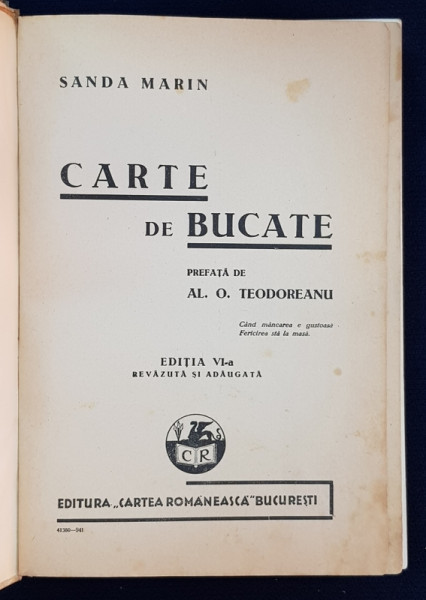 SANDA MARIN
CARTE
DE BUCATE
PREFAȚĂ DE
AL. O. TEODOREANU
Când mâncarea e gustoasă
Fericirea stă la masă.
EDIȚIA VI-a
REVĂZUTĂ ȘI ADĂUGATĂ
C R
EDITURA „CARTEA ROMÂNEASCĂ" BUCUREȘTI